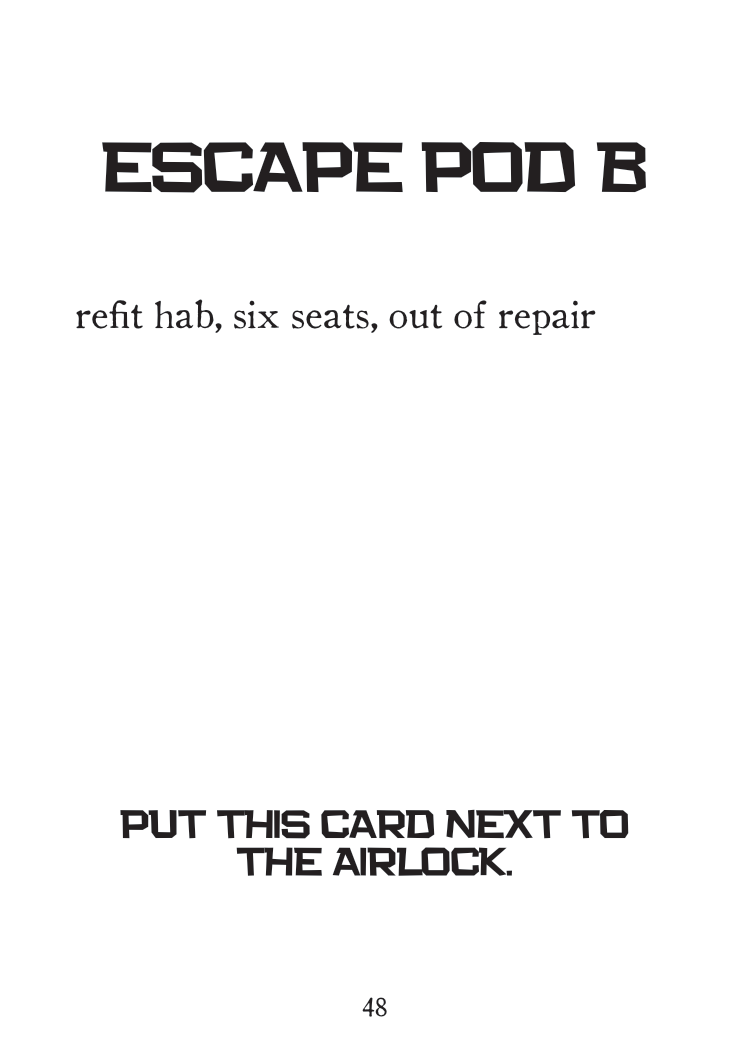 ESCAPE POD B
refit hab, six seats, out of repair
PUT THIS CARD NEXT TO
THE AIRLOCK.
48